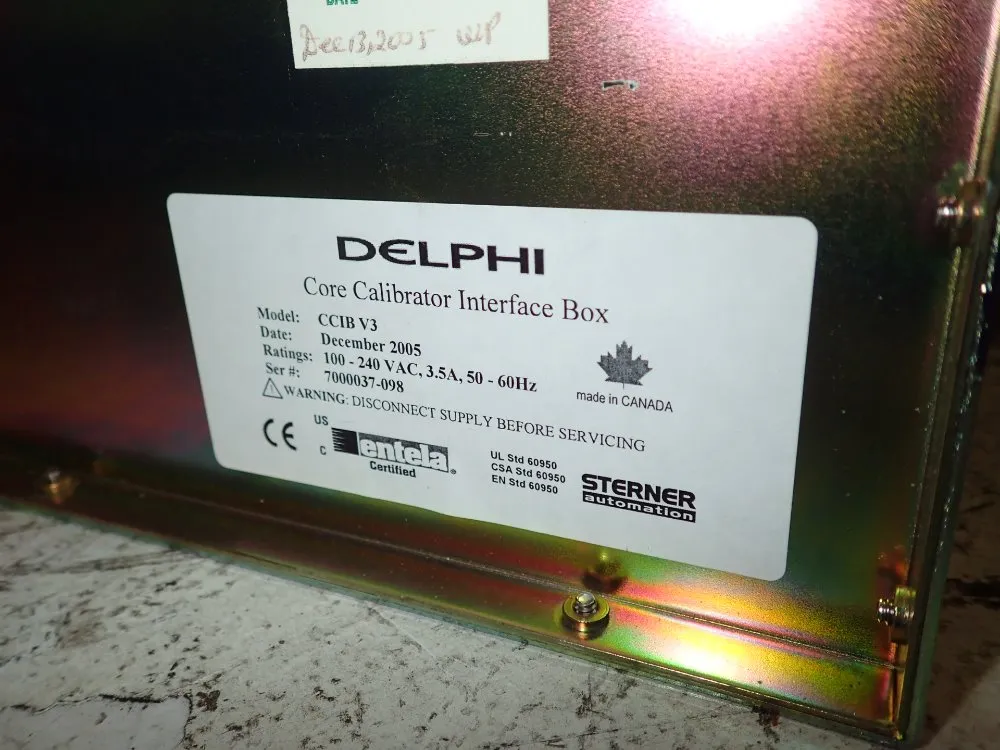 DATE
Dec 13, 2005 WP
DELPHI
Core Calibrator Interface Box
Model: CCIB V3
Date: December 2005
Ratings: 100 - 240 VAC, 3.5A, 50 - 60Hz
Ser #: 7000037-098
made in CANADA
WARNING: DISCONNECT SUPPLY BEFORE SERVICING
CE
US
C
entela
Certified
UL Std 60950
CSA Std 60950
EN Std 60950
STERNER
automation